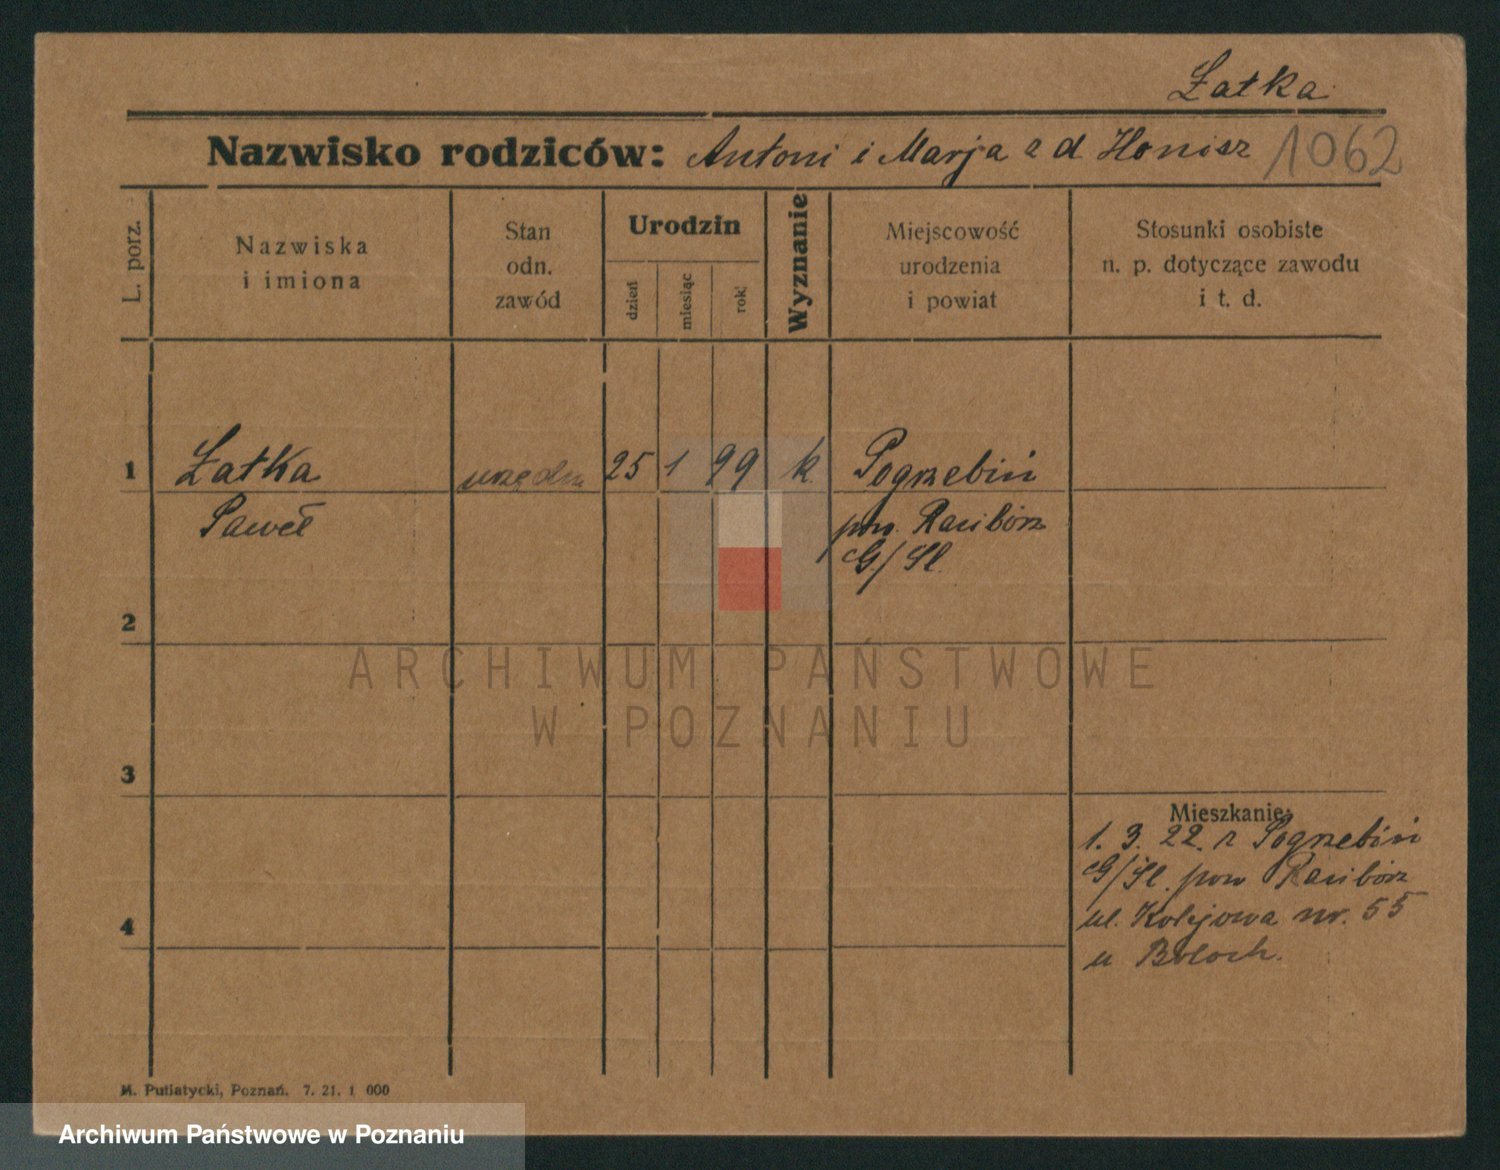 Łatka
Nazwisko rodziców: Antoni i Marja z d Honisz 1062
L. porz.
Nazwiska
i imiona
Stan
odn.
zawód
Urodzin
dzień
miesiąc
rok
Wyznanie
Miejscowość
urodzenia
i powiat
Stosunki osobiste
n. p. dotyczące zawodu
i t. d.
1 Łatka urzędn. 25 1 99 k. Pogrzebiń
Paweł pow. Racibórz
G/Śl.
2
ARCHIWUM PAŃSTWOWE
W POZNANIU
3
Mieszkanie:
1. 3. 22. z Pogrzebiń
G/Śl. pow Racibórz
ul. Kolejowa nr. 55
4
u Boloch.
M. Putiatycki, Poznań. 7. 21. 1 000
Archiwum Państwowe w Poznaniu